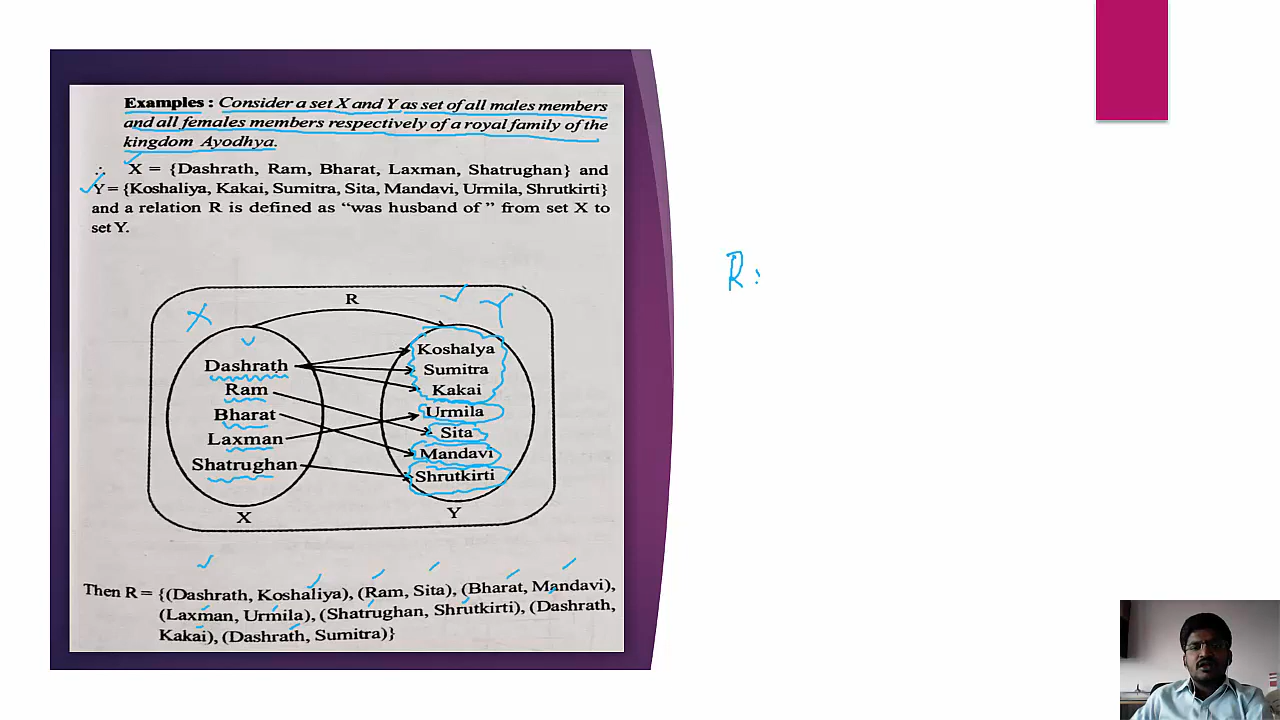 Examples : Consider a set X and Y as set of all males members
and all females members respectively of a royal family of the
kingdom Ayodhya.
∴ X = {Dashrath, Ram, Bharat, Laxman, Shatrughan} and
Y = {Koshaliya, Kakai, Sumitra, Sita, Mandavi, Urmila, Shrutkirti}
and a relation R is defined as “was husband of ” from set X to
set Y.
R
X
Y
Dashrath
Ram
Bharat
Laxman
Shatrughan
Koshalya
Sumitra
Kakai
Urmila
Sita
Mandavi
Shrutkirti
X
Y
Then R = {(Dashrath, Koshaliya), (Ram, Sita), (Bharat, Mandavi),
(Laxman, Urmila), (Shatrughan, Shrutkirti), (Dashrath,
Kakai), (Dashrath, Sumitra)}
R :